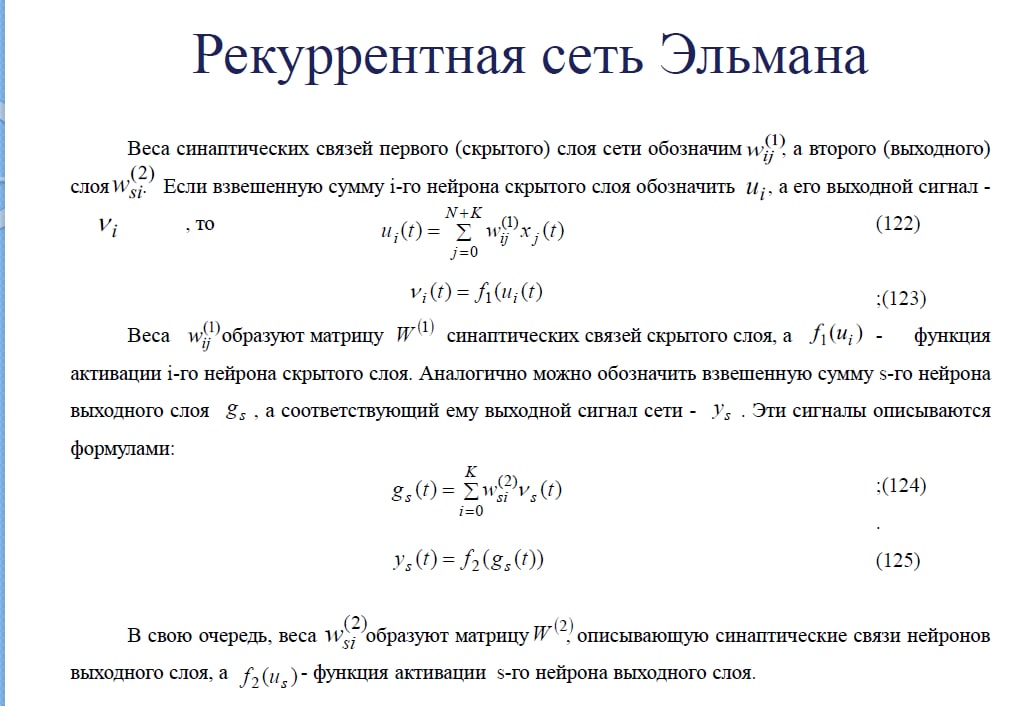 Рекуррентная сеть Эльмана
Веса синаптических связей первого (скрытого) слоя сети обозначим w_{ij}^{(1)}, а второго (выходного)
слоя w_{si}^{(2)}. Если взвешенную сумму i-го нейрона скрытого слоя обозначить u_i, а его выходной сигнал -
ν_i , то u_i(t) = \sum_{j=0}^{N+K} w_{ij}^{(1)} x_j(t) (122)
ν_i(t) = f_1(u_i(t) ;(123)
Веса w_{ij}^{(1)} образуют матрицу W^{(1)} синаптических связей скрытого слоя, а f_1(u_i) - функция
активации i-го нейрона скрытого слоя. Аналогично можно обозначить взвешенную сумму s-го нейрона
выходного слоя g_s , а соответствующий ему выходной сигнал сети - y_s . Эти сигналы описываются
формулами:
g_s(t) = \sum_{i=0}^{K} w_{si}^{(2)} ν_s(t) ;(124)
.
y_s(t) = f_2(g_s(t)) (125)
В свою очередь, веса w_{si}^{(2)} образуют матрицу W^{(2)}, описывающую синаптические связи нейронов
выходного слоя, а f_2(u_s) - функция активации s-го нейрона выходного слоя.